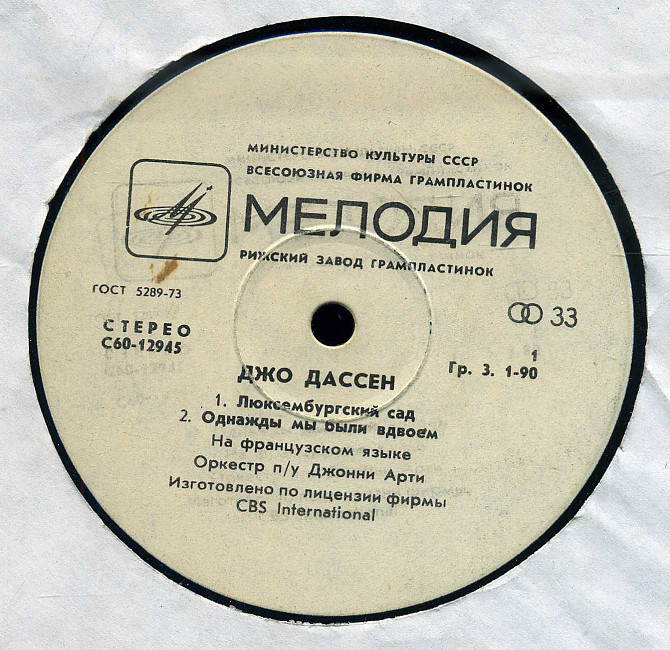 МИНИСТЕРСТВО КУЛЬТУРЫ СССР
ВСЕСОЮЗНАЯ ФИРМА ГРАМПЛАСТИНОК
МЕЛОДИЯ
РИЖСКИЙ ЗАВОД ГРАМПЛАСТИНОК
ГОСТ 5289-73
СТЕРЕО
С60-12945
33
1
Гр. 3. 1-90
ДЖО ДАССЕН
1. Люксембургский сад
2. Однажды мы были вдвоем
На французском языке
Оркестр п/у Джонни Арти
Изготовлено по лицензии фирмы
CBS International